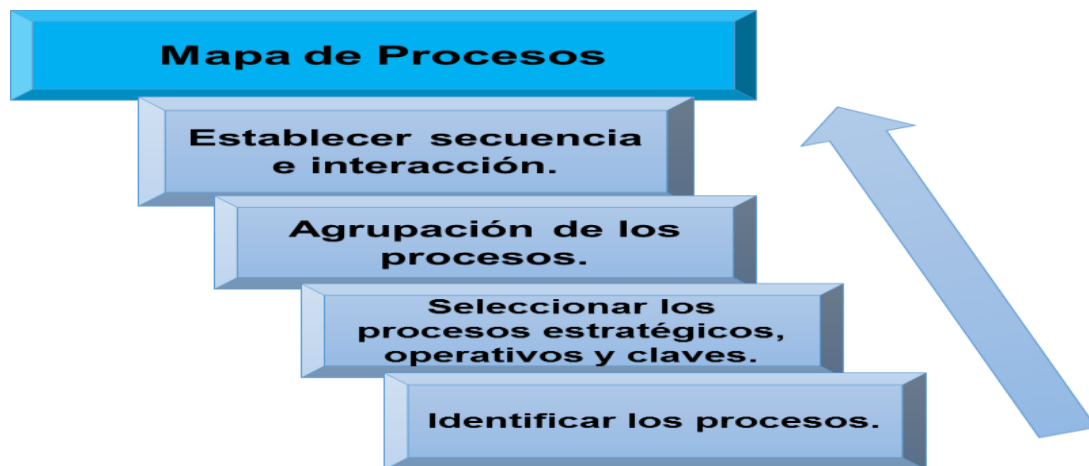 Mapa de Procesos
Establecer secuencia
e interacción.
Agrupación de los
procesos.
Seleccionar los
procesos estratégicos,
operativos y claves.
Identificar los procesos.